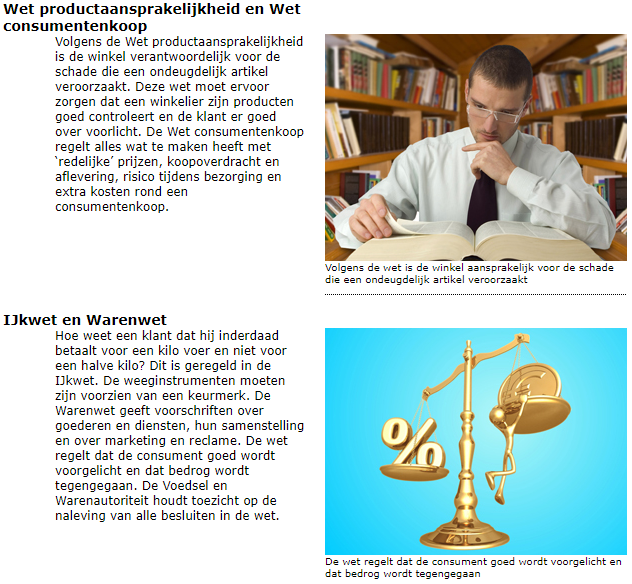 Wet productaansprakelijkheid en Wet
consumentenkoop
Volgens de Wet productaansprakelijkheid
is de winkel verantwoordelijk voor de
schade die een ondeugdelijk artikel
veroorzaakt. Deze wet moet ervoor
zorgen dat een winkelier zijn producten
goed controleert en de klant er goed
over voorlicht. De Wet consumentenkoop
regelt alles wat te maken heeft met
`redelijke´ prijzen, koopoverdracht en
aflevering, risico tijdens bezorging en
extra kosten rond een
consumentenkoop.
Volgens de wet is de winkel aansprakelijk voor de schade
die een ondeugdelijk artikel veroorzaakt
IJkwet en Warenwet
Hoe weet een klant dat hij inderdaad
betaalt voor een kilo voer en niet voor
een halve kilo? Dit is geregeld in de
IJkwet. De weeginstrumenten moeten
zijn voorzien van een keurmerk. De
Warenwet geeft voorschriften over
goederen en diensten, hun samenstelling
en over marketing en reclame. De wet
regelt dat de consument goed wordt
voorgelicht en dat bedrog wordt
tegengegaan. De Voedsel en
Warenautoriteit houdt toezicht op de
naleving van alle besluiten in de wet.
%
€
De wet regelt dat de consument goed wordt voorgelicht en
dat bedrog wordt tegengegaan